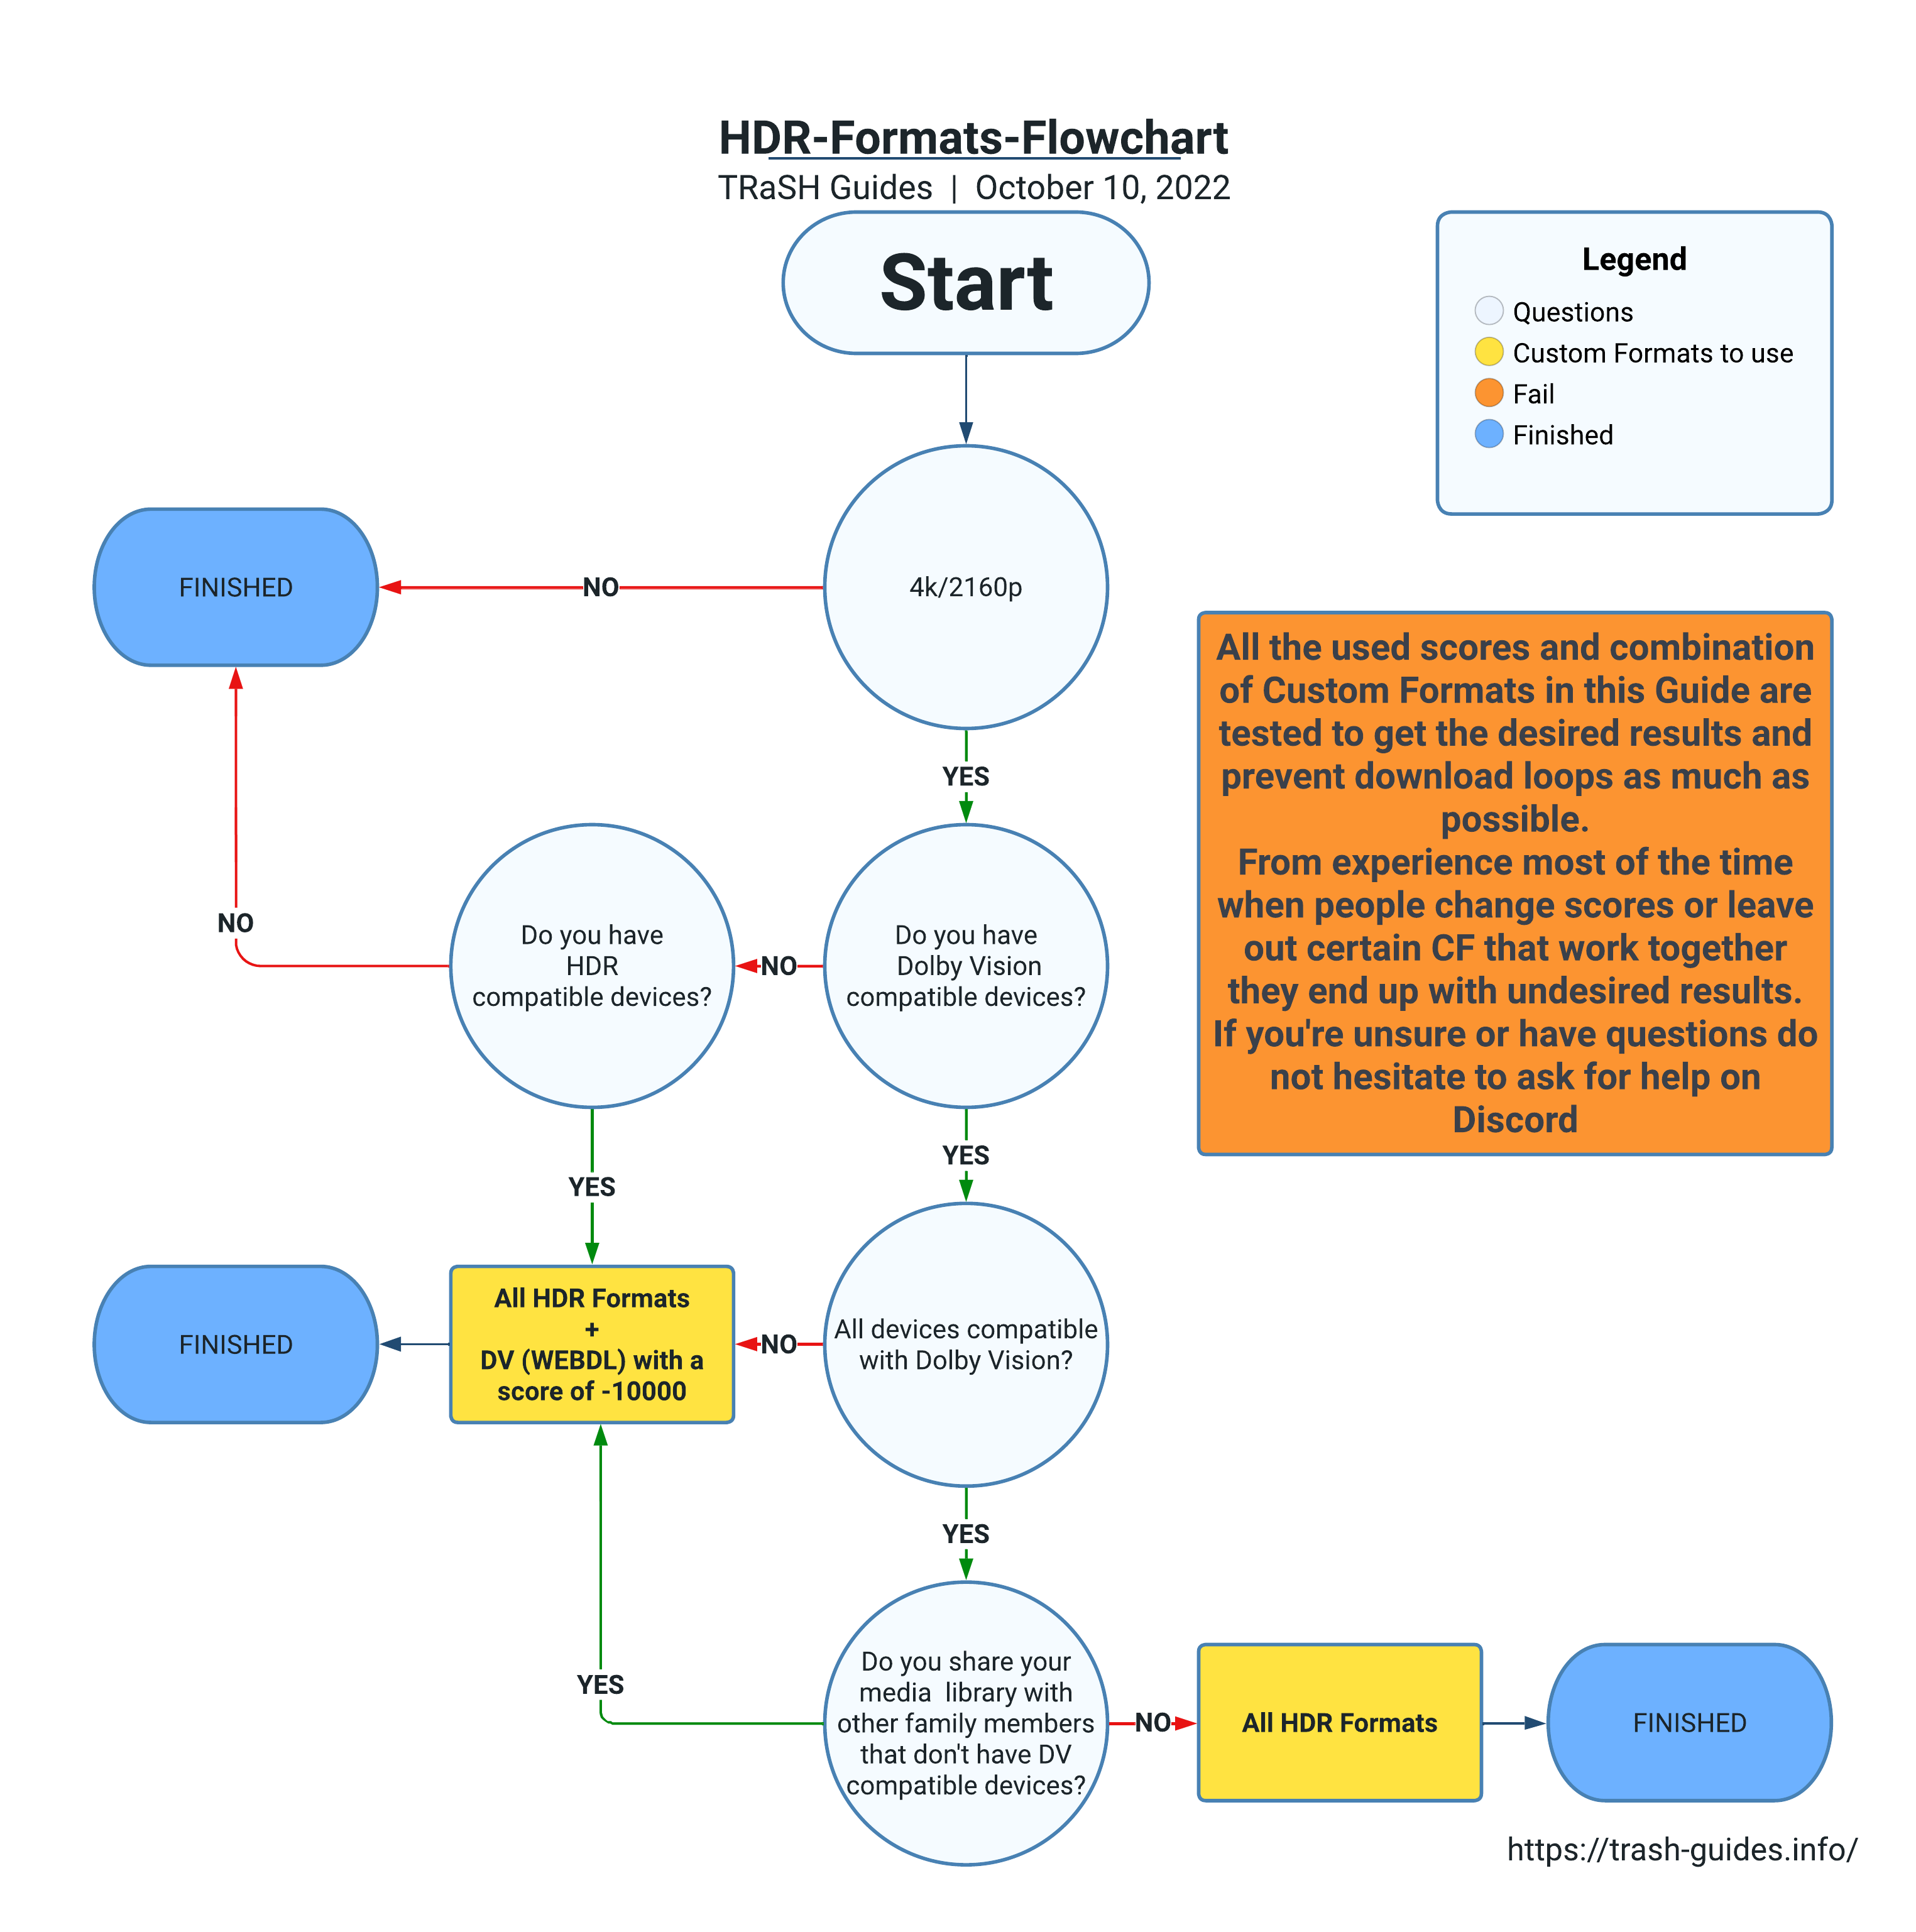 HDR-Formats-Flowchart
TRaSH Guides | October 10, 2022
Start
Legend
Questions
Custom Formats to use
Fail
Finished
FINISHED
NO
4k/2160p
YES
All the used scores and combination
of Custom Formats in this Guide are
tested to get the desired results and
prevent download loops as much as
possible.
From experience most of the time
when people change scores or leave
out certain CF that work together
they end up with undesired results.
If you're unsure or have questions do
not hesitate to ask for help on
Discord
NO
Do you have
HDR
compatible devices?
NO
Do you have
Dolby Vision
compatible devices?
YES
YES
FINISHED
All HDR Formats
+
DV (WEBDL) with a
score of -10000
NO
All devices compatible
with Dolby Vision?
YES
YES
Do you share your
media library with
other family members
that don't have DV
compatible devices?
NO
All HDR Formats
FINISHED
https://trash-guides.info/